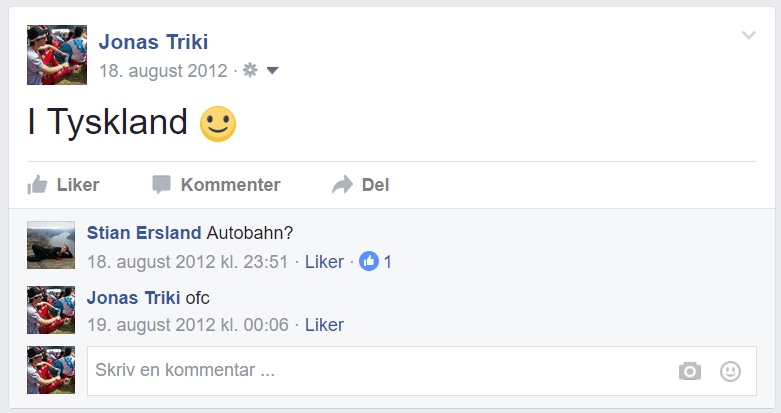 Jonas Triki
18. august 2012 ·
I Tyskland 🙂
Liker Kommenter Del
Stian Ersland Autobahn?
18. august 2012 kl. 23:51 · Liker · 1
Jonas Triki ofc
19. august 2012 kl. 00:06 · Liker
Skriv en kommentar ...